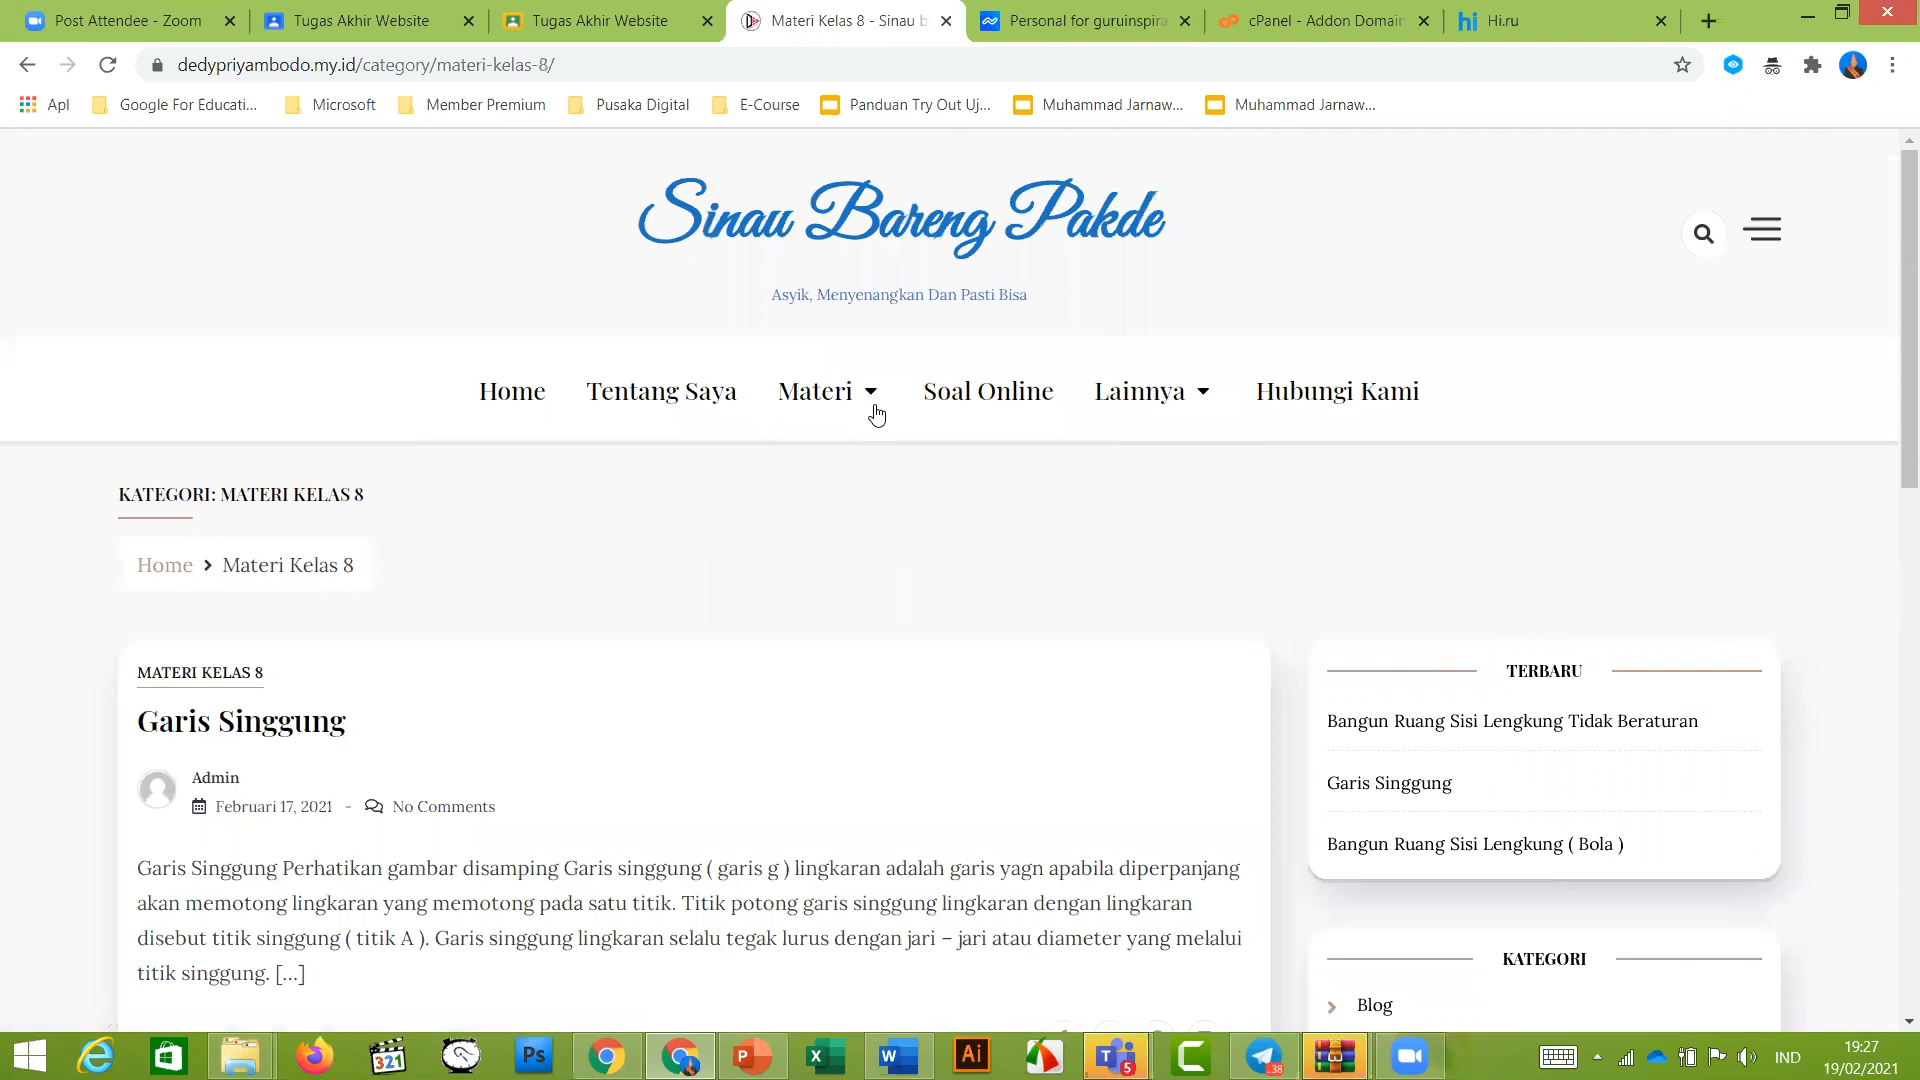 Post Attendee - Zoom
Tugas Akhir Website
Tugas Akhir Website
Materi Kelas 8 - Sinau b
Personal for guruinspira
cPanel - Addon Domain
Hi.ru
dedypriyambodo.my.id/category/materi-kelas-8/
Apl
Google For Educati...
Microsoft
Member Premium
Pusaka Digital
E-Course
Panduan Try Out Uj...
Muhammad Jarnaw...
Muhammad Jarnaw...
Sinau Bareng Pakde
Asyik, Menyenangkan Dan Pasti Bisa
Home
Tentang Saya
Materi
Soal Online
Lainnya
Hubungi Kami
KATEGORI: MATERI KELAS 8
Home > Materi Kelas 8
MATERI KELAS 8
Garis Singgung
Admin
Februari 17, 2021 - No Comments
Garis Singgung Perhatikan gambar disamping Garis singgung ( garis g ) lingkaran adalah garis yagn apabila diperpanjang
akan memotong lingkaran yang memotong pada satu titik. Titik potong garis singgung lingkaran dengan lingkaran
disebut titik singgung ( titik A ). Garis singgung lingkaran selalu tegak lurus dengan jari – jari atau diameter yang melalui
titik singgung. [...]
TERBARU
Bangun Ruang Sisi Lengkung Tidak Beraturan
Garis Singgung
Bangun Ruang Sisi Lengkung ( Bola )
KATEGORI
Blog
IND
19:27
19/02/2021